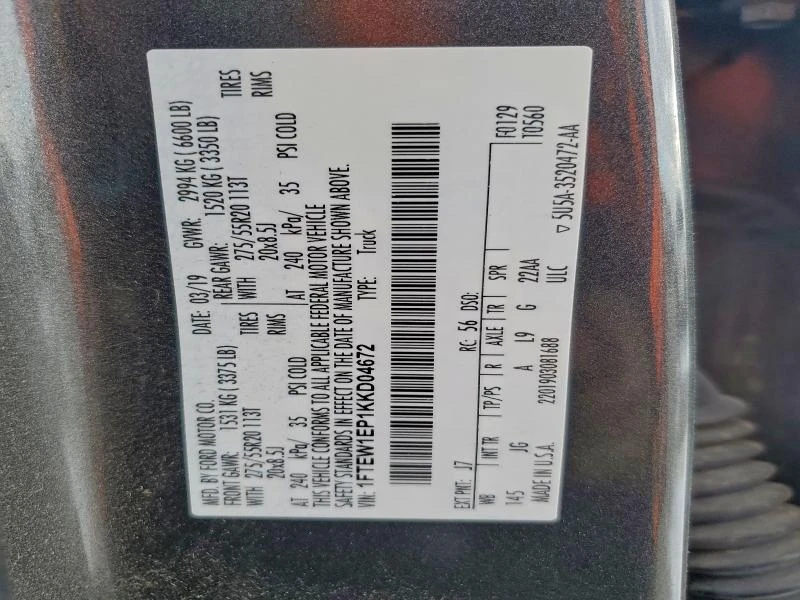 MFD. BY FORD MOTOR CO.
DATE: 03/19 GVWR: 2994 KG ( 6600 LB)
FRONT GAWR: 1531 KG ( 3375 LB) REAR GAWR: 1520 KG ( 3350 LB)
WITH 275/55R20 113T TIRES WITH 275/55R20 113T TIRES
20x8.5J RIMS 20x8.5J RIMS
AT 240 kPa/ 35 PSI COLD AT 240 kPa/ 35 PSI COLD
THIS VEHICLE CONFORMS TO ALL APPLICABLE FEDERAL MOTOR VEHICLE
SAFETY STANDARDS IN EFFECT ON THE DATE OF MANUFACTURE SHOWN ABOVE.
VIN: 1FTEW1EP1KKD04672 TYPE: Truck
EXT PNT: J7 RC: 56 DSO:
WB INT TR TP/PS R AXLE TR SPR F0129
145 JG A L9 G 22AA T0560
MADE IN U.S.A. 2201903081688 ULC
▽ 5U5A-3520472-AA